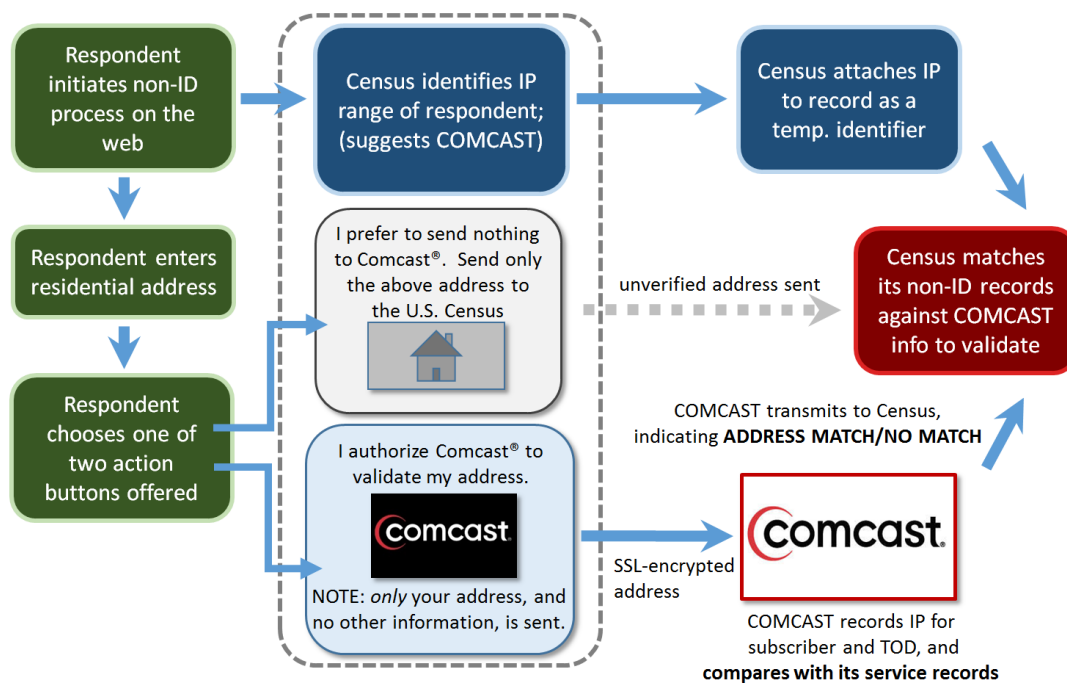 Respondent
initiates non-ID
process on the
web
Census identifies IP
range of respondent;
(suggests COMCAST)
Census attaches IP
to record as a
temp. identifier
Respondent enters
residential address
I prefer to send nothing
to Comcast®.  Send only
the above address to
the U.S. Census
unverified address sent
Census matches
its non-ID records
against COMCAST
info to validate
Respondent
chooses one of
two action
buttons offered
COMCAST transmits to Census,
indicating ADDRESS MATCH/NO MATCH
I authorize Comcast® to
validate my address.
comcast.
NOTE: only your address, and
no other information, is sent.
SSL-encrypted
address
comcast.
COMCAST records IP for
subscriber and TOD, and
compares with its service records